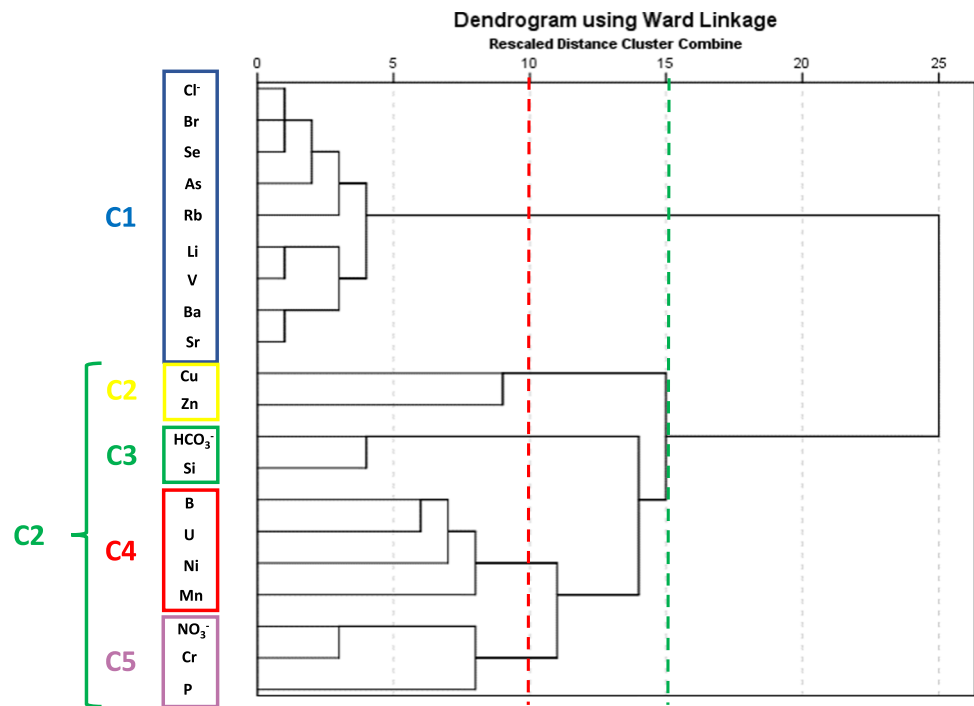 Dendrogram using Ward Linkage
Rescaled Distance Cluster Combine
0 5 10 15 20 25
C1
Cl⁻
Br
Se
As
Rb
Li
V
Ba
Sr
C2
C2
Cu
Zn
C3
HCO₃⁻
Si
C4
B
U
Ni
Mn
C5
NO₃⁻
Cr
P